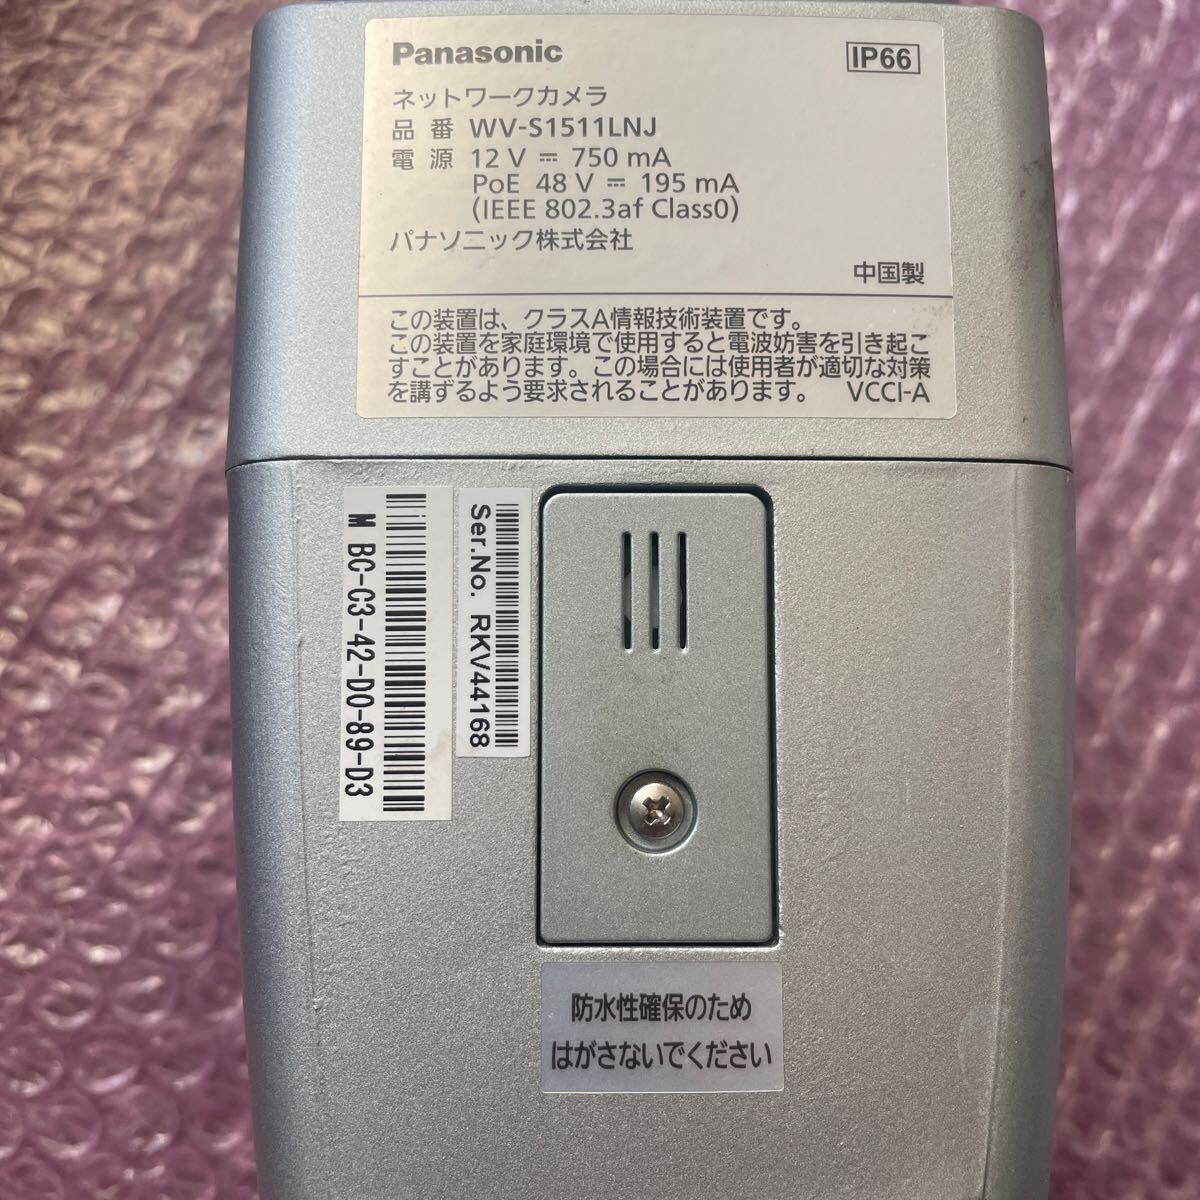 Panasonic
IP66
ネットワークカメラ
品 番 WV-S1511LNJ
電 源 12 V ⎓ 750 mA
PoE 48 V ⎓ 195 mA
(IEEE 802.3af Class0)
パナソニック株式会社
中国製
この装置は、クラスA情報技術装置です。
この装置を家庭環境で使用すると電波妨害を引き起こ
すことがあります。この場合には使用者が適切な対策
を講ずるよう要求されることがあります。 VCCI-A
M BC-C3-42-D0-89-D3
Ser.No. RKV44168
防水性確保のため
はがさないでください